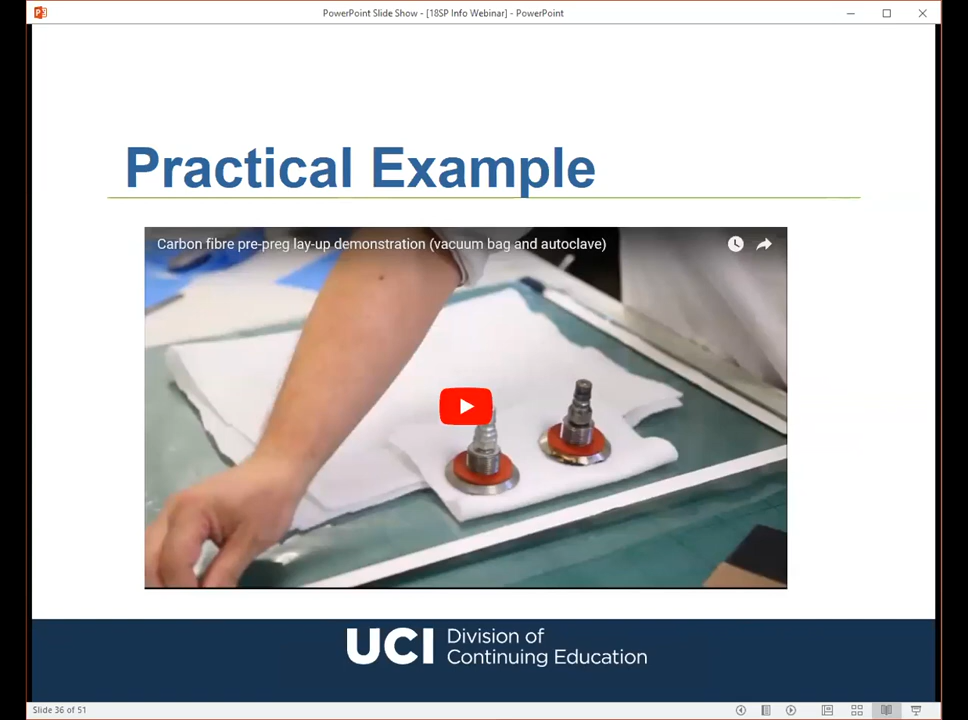 PowerPoint Slide Show - [18SP Info Webinar] - PowerPoint
Practical Example
Carbon fibre pre-preg lay-up demonstration (vacuum bag and autoclave)
UCI
Division of
Continuing Education
Slide 36 of 51